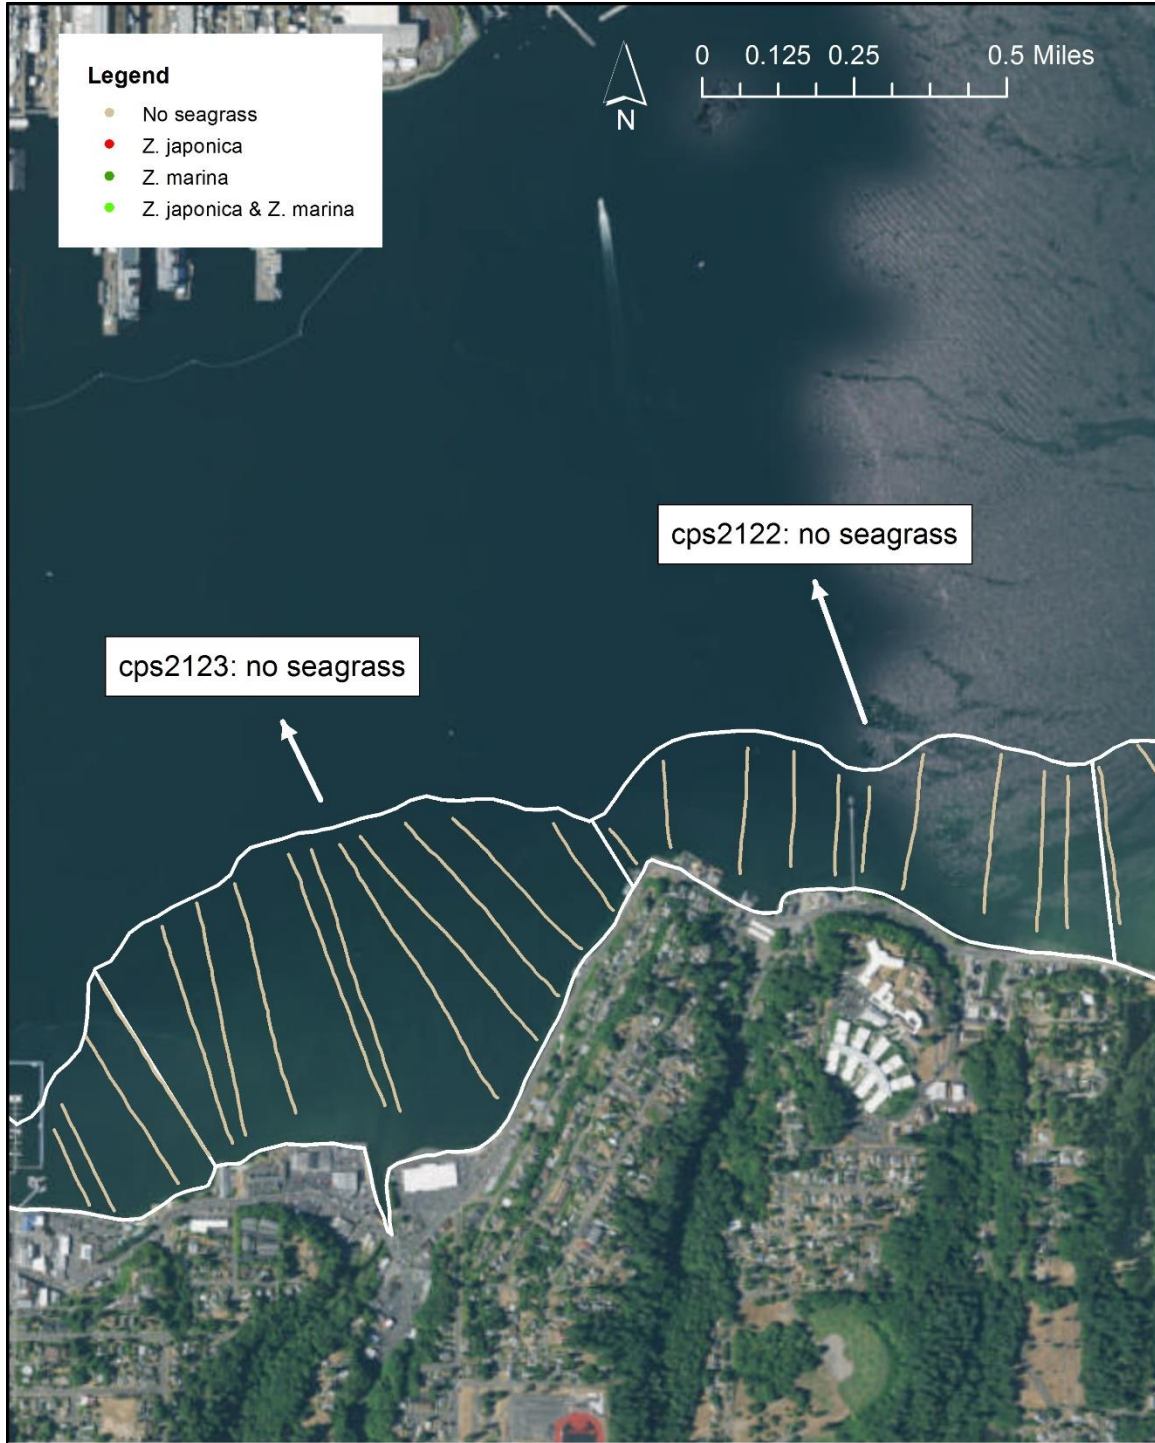 Legend
No seagrass
Z. japonica
Z. marina
Z. japonica & Z. marina
0 0.125 0.25 0.5 Miles
N
cps2122: no seagrass
cps2123: no seagrass